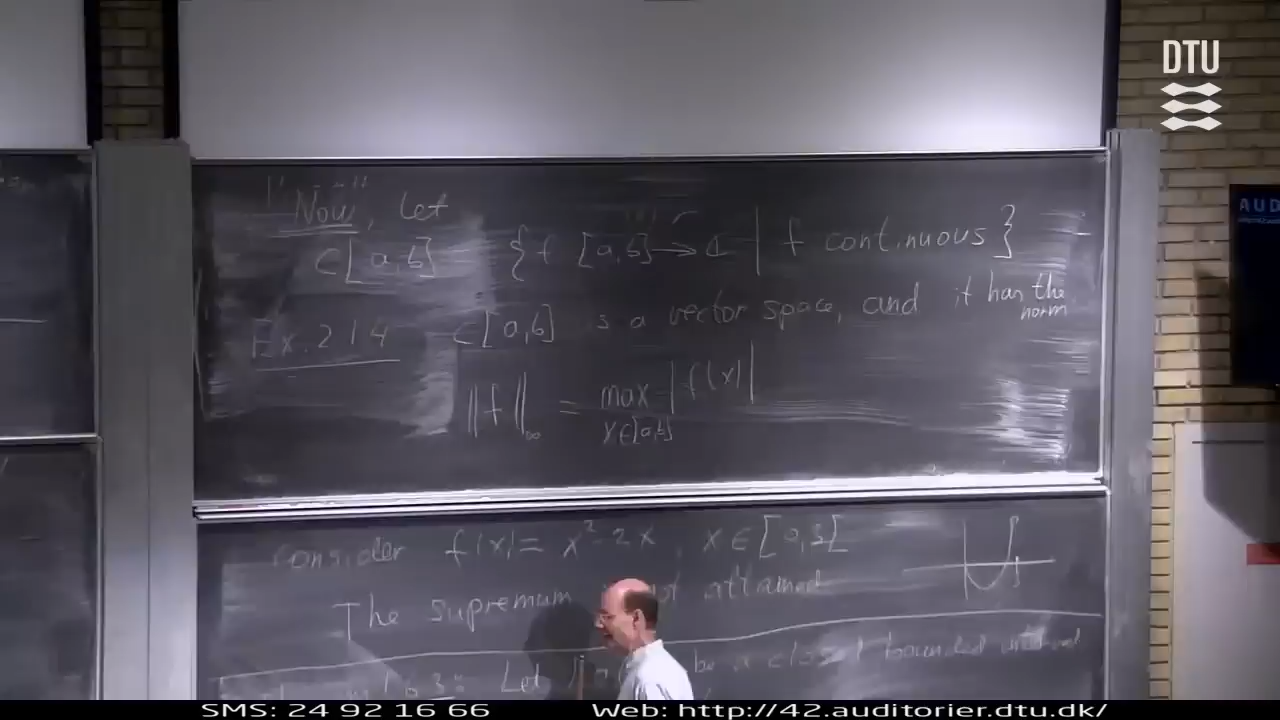 "Now", Let
C[a,b] = {f [a,b] → ℂ | f continuous}
Ex. 2 1 4 C[a,b] is a vector space, and it has the norm
||f||∞ = max |f(x)|
x∈[a,b]
Consider f(x) = x²-2x, x ∈ [0,3[
The supremum not attained
Let be a closed bounded interval
DTU
AUD
SMS: 24 92 16 66 Web: http://42.auditorier.dtu.dk/